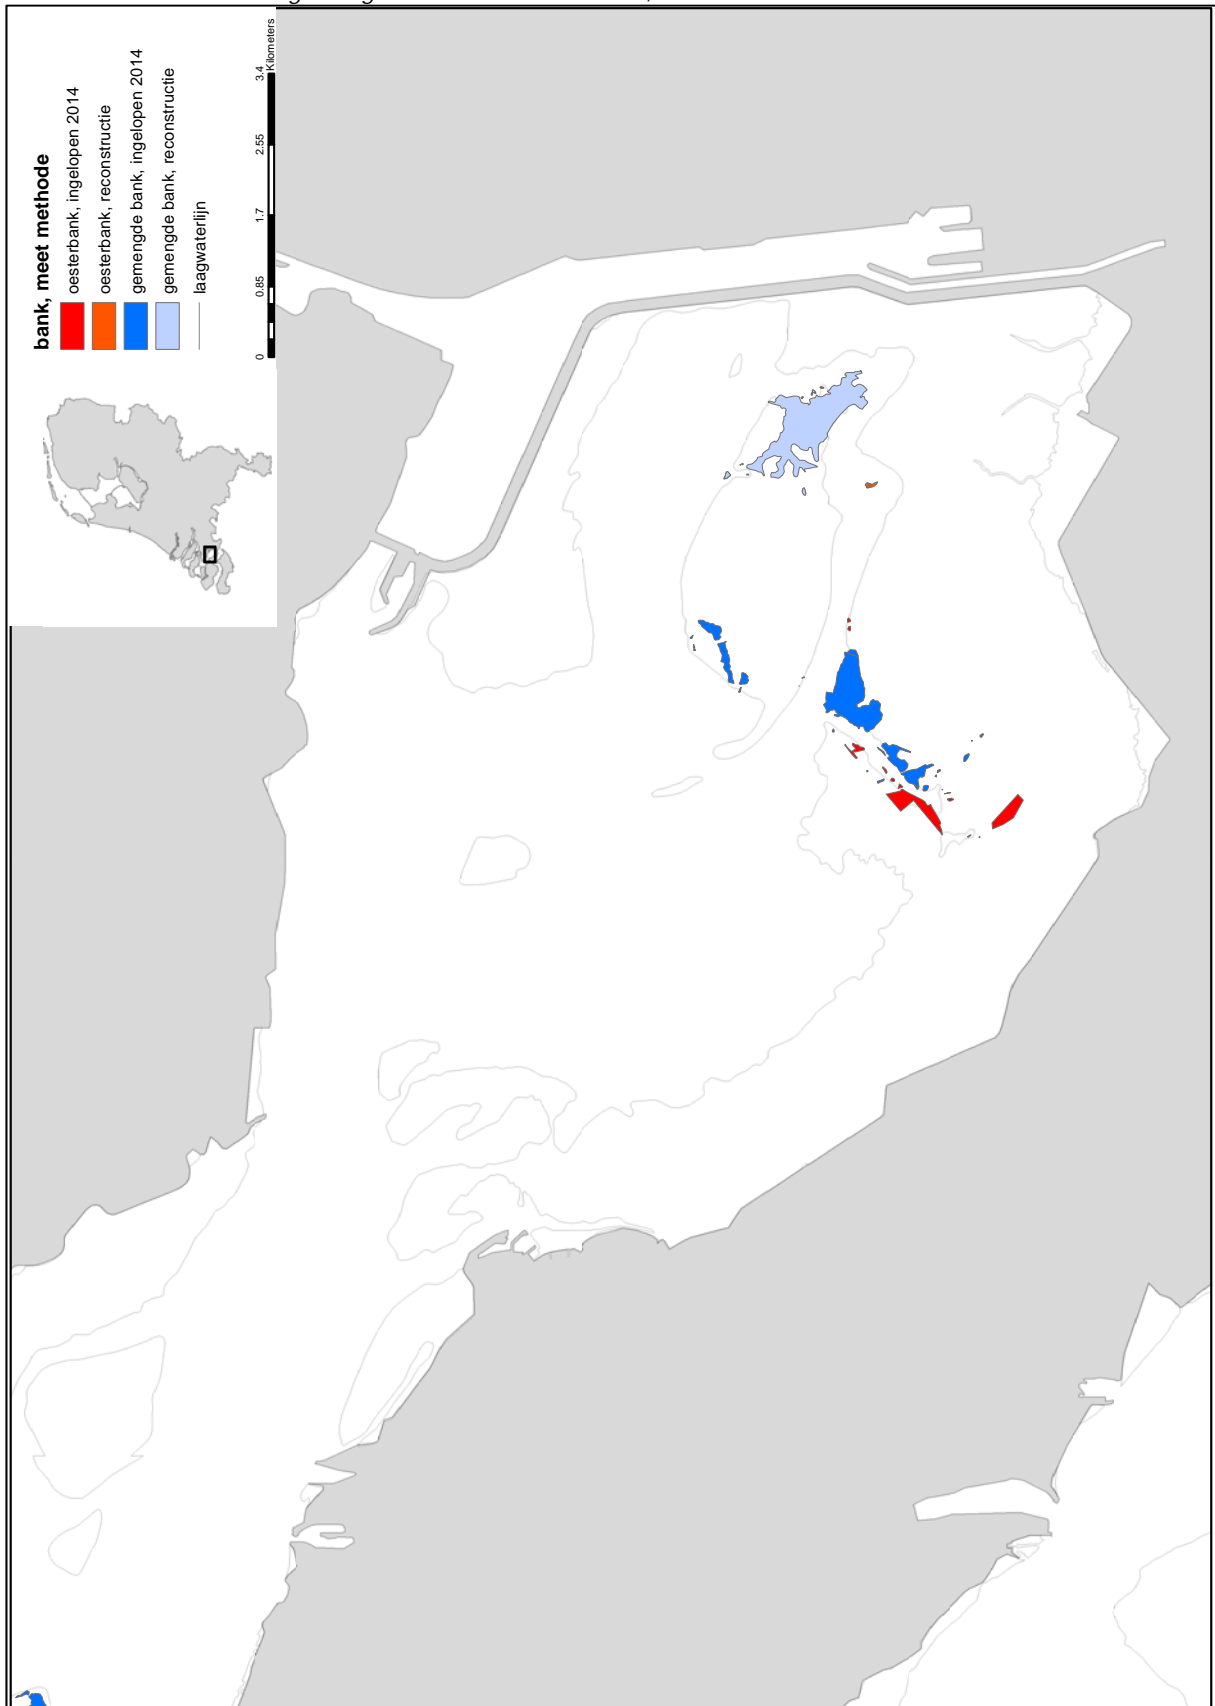 bank, meet methode
oesterbank, ingelopen 2014
oesterbank, reconstructie
gemengde bank, ingelopen 2014
gemengde bank, reconstructie
laagwaterlijn
0 0.85 1.7 2.55 3.4
Kilometers